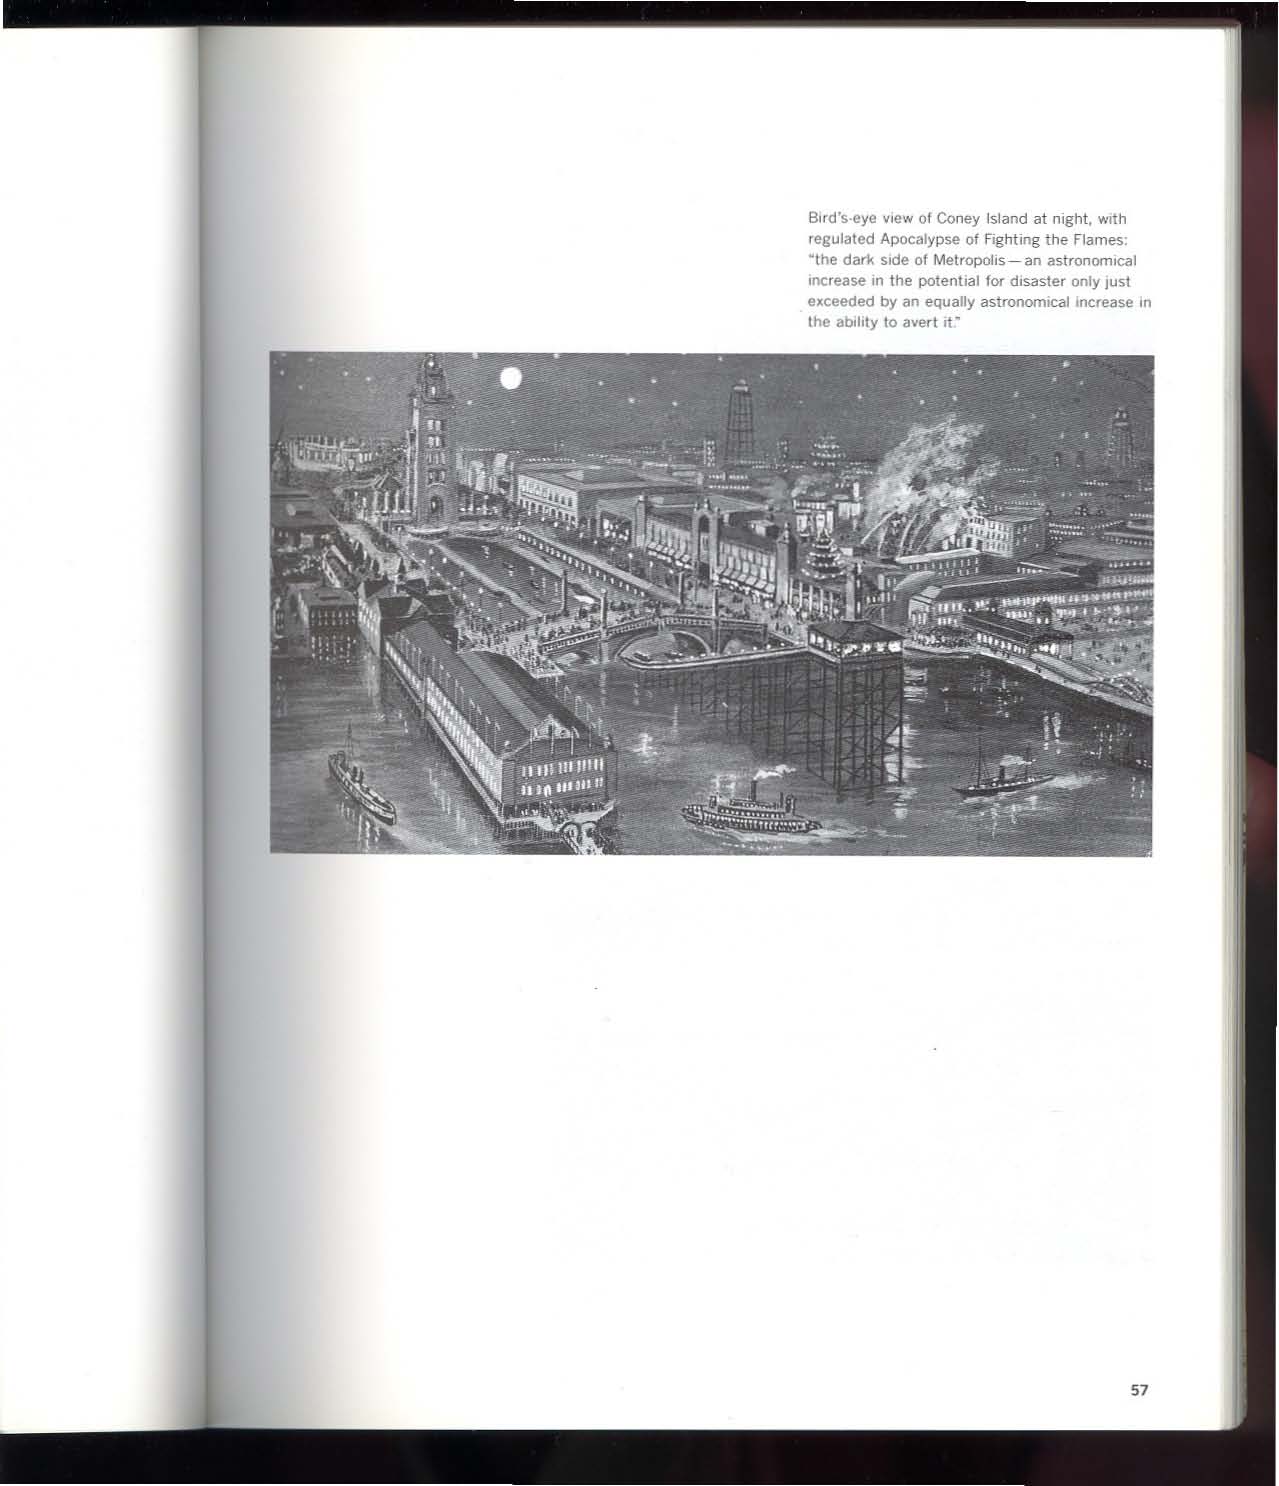 Bird's-eye view of Coney Island at night, with
regulated Apocalypse of Fighting the Flames:
“the dark side of Metropolis — an astronomical
increase in the potential for disaster only just
exceeded by an equally astronomical increase in
the ability to avert it.”
57